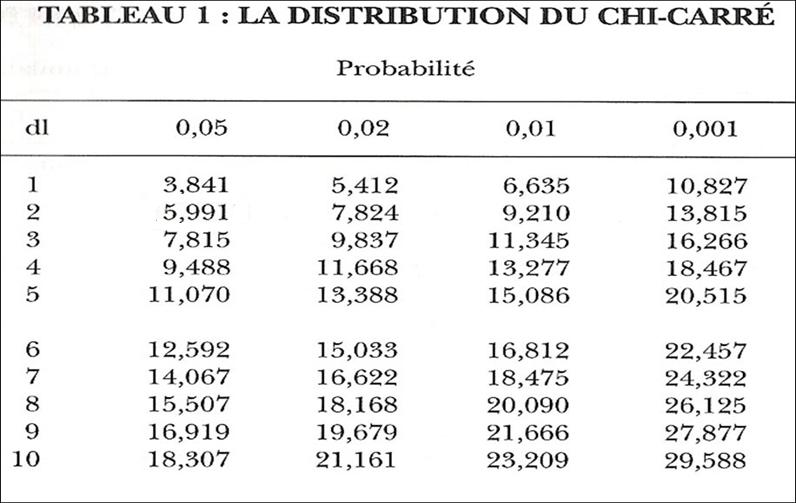 TABLEAU 1 : LA DISTRIBUTION DU CHI-CARRÉ
Probabilité
dl 0,05 0,02 0,01 0,001
1 3,841 5,412 6,635 10,827
2 5,991 7,824 9,210 13,815
3 7,815 9,837 11,345 16,266
4 9,488 11,668 13,277 18,467
5 11,070 13,388 15,086 20,515
6 12,592 15,033 16,812 22,457
7 14,067 16,622 18,475 24,322
8 15,507 18,168 20,090 26,125
9 16,919 19,679 21,666 27,877
10 18,307 21,161 23,209 29,588